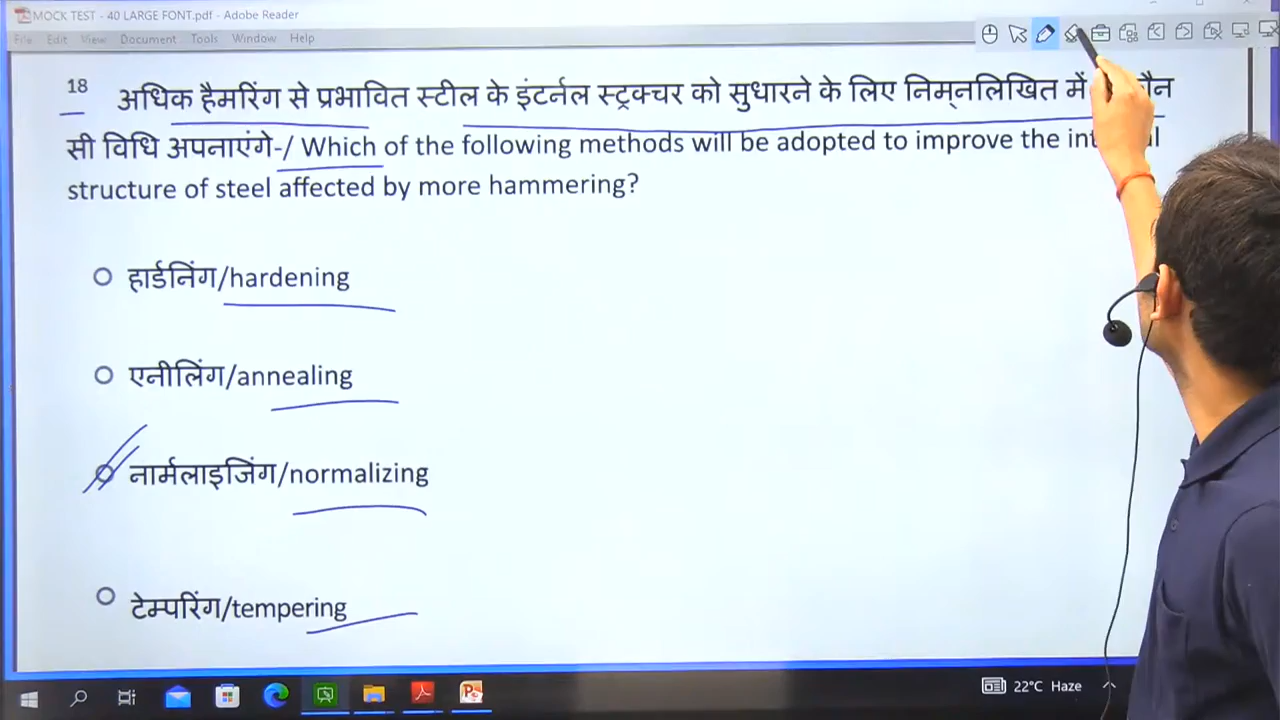 MOCK TEST - 40 LARGE FONT.pdf - Adobe Reader
File Edit View Document Tools Window Help
18 अधिक हैमरिंग से प्रभावित स्टील के इंटर्नल स्ट्रक्चर को सुधारने के लिए निम्नलिखित में
सी विधि अपनाएंगे-/ Which of the following methods will be adopted to improve the
structure of steel affected by more hammering?
हार्डनिंग/hardening
एनीलिंग/annealing
नार्मलाइजिंग/normalizing
टेम्परिंग/tempering
22°C Haze